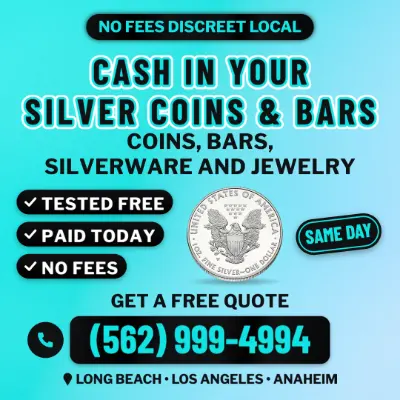 NO FEES DISCREET LOCAL
CASH IN YOUR
SILVER COINS & BARS
COINS, BARS,
SILVERWARE AND JEWELRY
✓ TESTED FREE
✓ PAID TODAY
✓ NO FEES
UNITED STATES OF AMERICA
1 OZ. FINE SILVER~ONE DOLLAR
SAME DAY
GET A FREE QUOTE
(562) 999-4994
LONG BEACH • LOS ANGELES • ANAHEIM